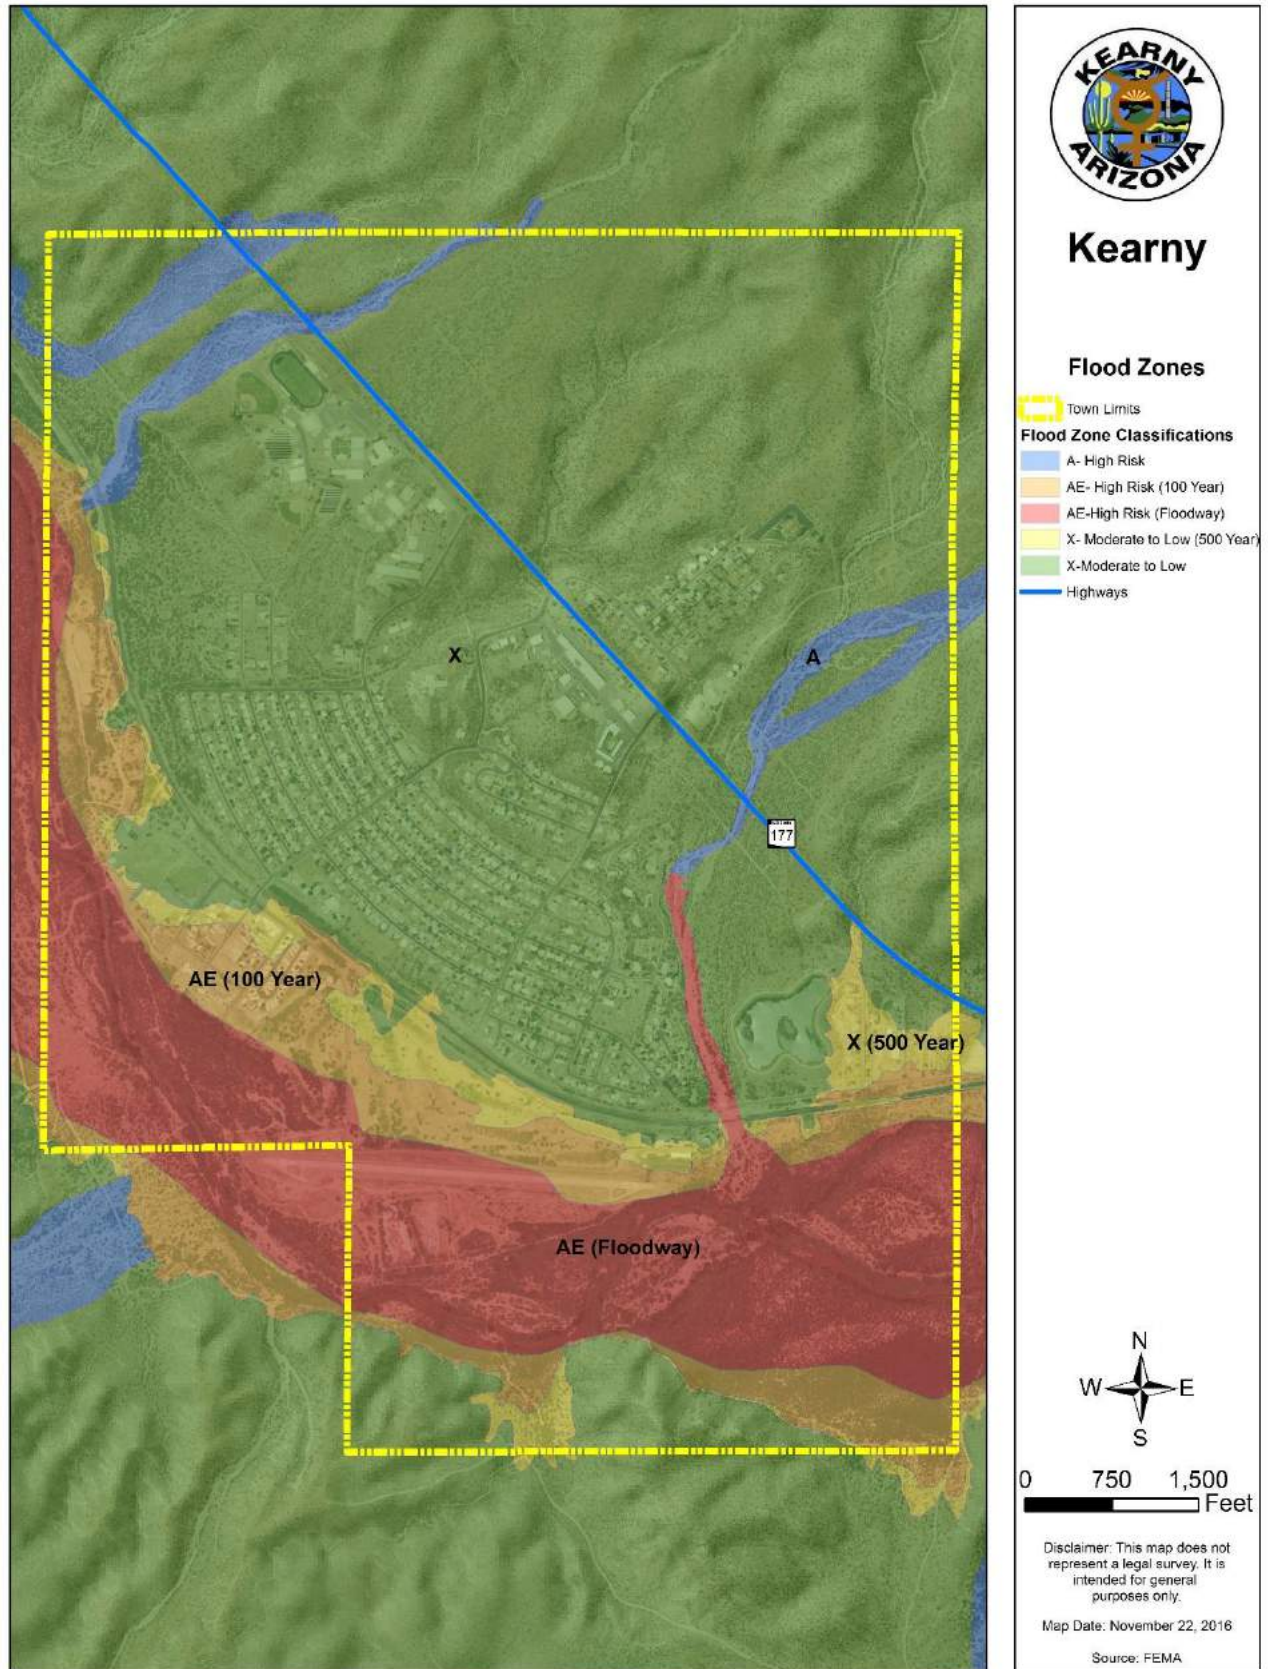 KEARNY
ARIZONA
Kearny
Flood Zones
Town Limits
Flood Zone Classifications
A- High Risk
AE- High Risk (100 Year)
AE-High Risk (Floodway)
X- Moderate to Low (500 Year)
X-Moderate to Low
Highways
X
A
177
AE (100 Year)
X (500 Year)
AE (Floodway)
N
W E
S
0 750 1,500
Feet
Disclaimer: This map does not
represent a legal survey. It is
intended for general
purposes only.
Map Date: November 22, 2016
Source: FEMA